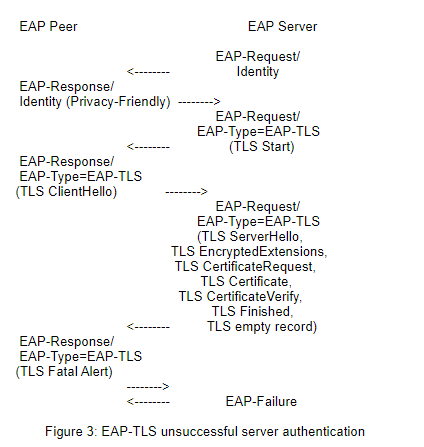 EAP Peer EAP Server
EAP-Request/
<-------- Identity
EAP-Response/
Identity (Privacy-Friendly) -------->
EAP-Request/
EAP-Type=EAP-TLS
<-------- (TLS Start)
EAP-Response/
EAP-Type=EAP-TLS
(TLS ClientHello) -------->
EAP-Request/
EAP-Type=EAP-TLS
(TLS ServerHello,
TLS EncryptedExtensions,
TLS CertificateRequest,
TLS Certificate,
TLS CertificateVerify,
TLS Finished,
<-------- TLS empty record)
EAP-Response/
EAP-Type=EAP-TLS
(TLS Fatal Alert)
-------->
<-------- EAP-Failure
Figure 3: EAP-TLS unsuccessful server authentication